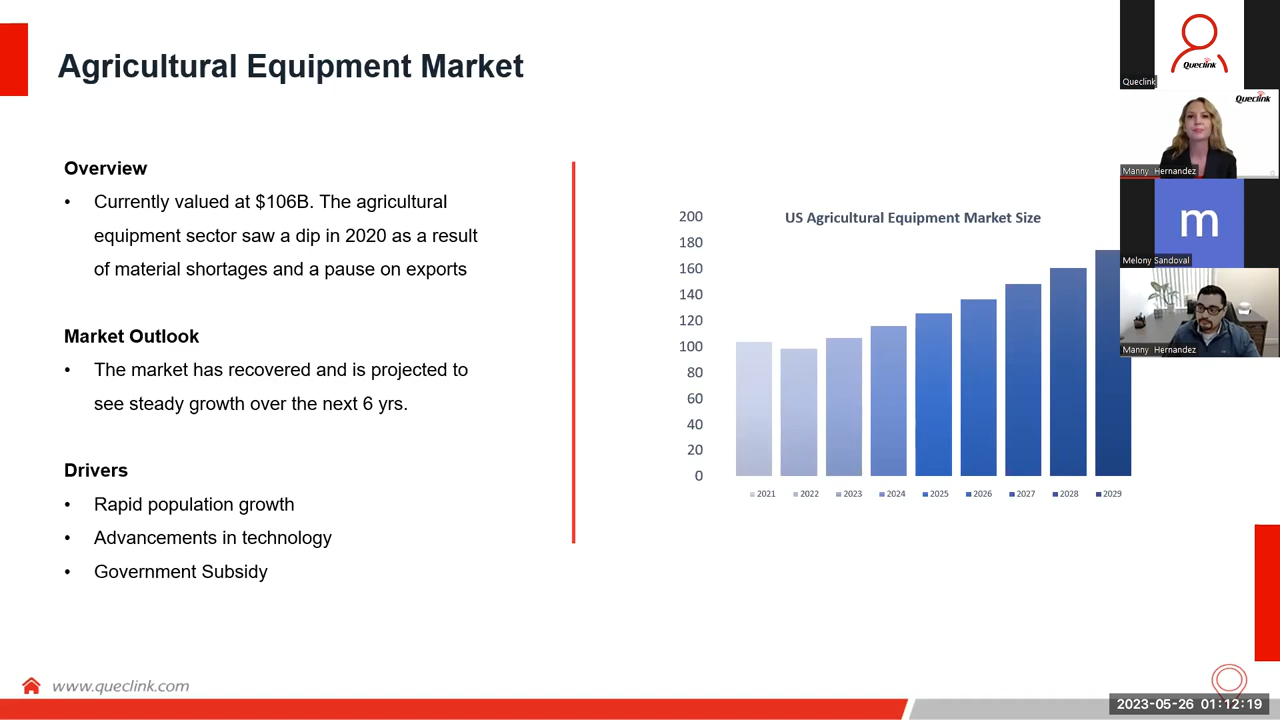 Agricultural Equipment Market
Overview
• Currently valued at $106B. The agricultural
equipment sector saw a dip in 2020 as a result
of material shortages and a pause on exports
Market Outlook
• The market has recovered and is projected to
see steady growth over the next 6 yrs.
Drivers
• Rapid population growth
• Advancements in technology
• Government Subsidy
US Agricultural Equipment Market Size
200
180
160
140
120
100
80
60
40
20
0
2021 2022 2023 2024 2025 2026 2027 2028 2029
Queclink
Queclink
Queclink
Manny Hernandez
m
Melony Sandoval
Manny Hernandez
www.queclink.com
2023-05-26 01:12:19